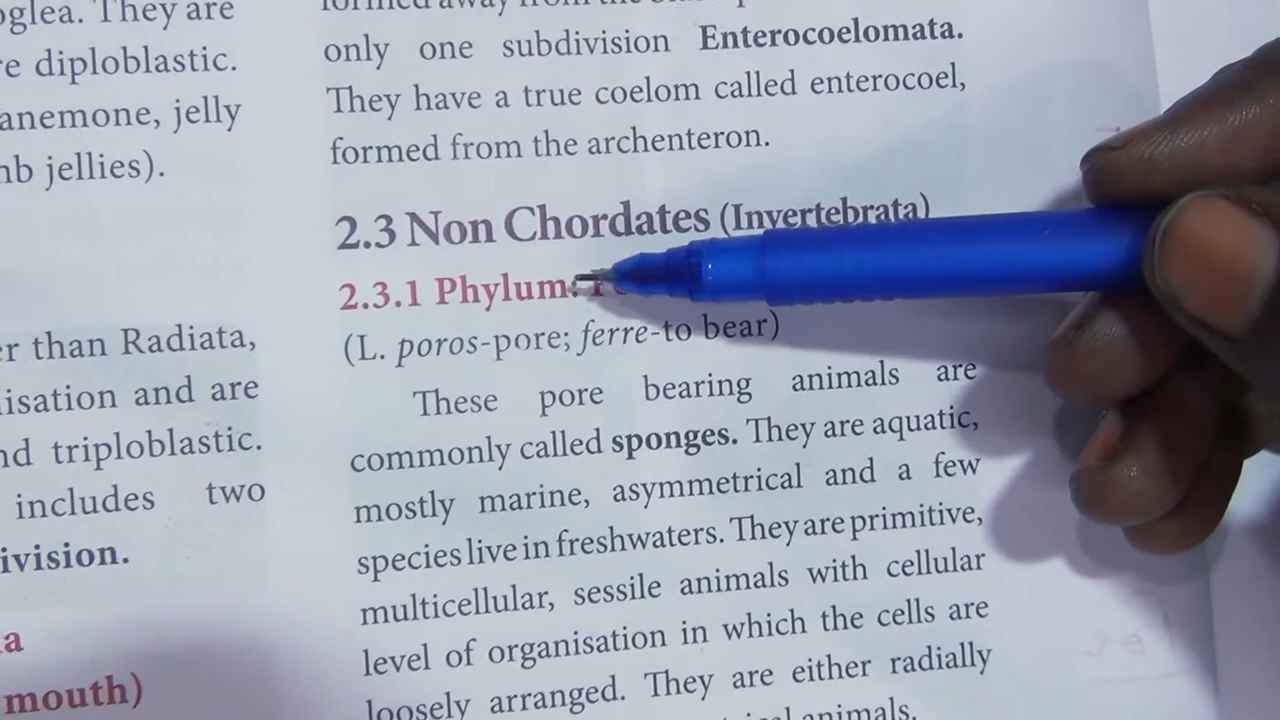 oglea. They are
e diploblastic.
anemone, jelly
mb jellies).
er than Radiata,
isation and are
nd triploblastic.
includes two
ivision.
a
mouth)
only one subdivision Enterocoelomata.
They have a true coelom called enterocoel,
formed from the archenteron.
2.3 Non Chordates (Invertebrata)
2.3.1 Phylum:
(L. poros-pore; ferre-to bear)
These pore bearing animals are
commonly called sponges. They are aquatic,
mostly marine, asymmetrical and a few
species live in freshwaters. They are primitive,
multicellular, sessile animals with cellular
level of organisation in which the cells are
loosely arranged. They are either radially
animals.